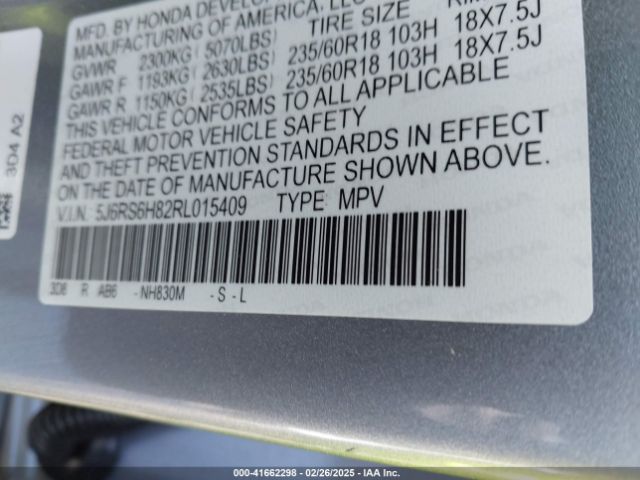 MFD. BY HONDA DEVELO
MANUFACTURING OF AMERICA, LLC
GVWR 2300KG (5070LBS) TIRE SIZE
GAWR F 1193KG (2630LBS) 235/60R18 103H 18X7.5J
GAWR R 1150KG (2535LBS) 235/60R18 103H 18X7.5J
THIS VEHICLE CONFORMS TO ALL APPLICABLE
FEDERAL MOTOR VEHICLE SAFETY
AND THEFT PREVENTION STANDARDS IN EFFECT
ON THE DATE OF MANUFACTURE SHOWN ABOVE.
V.I.N: 5J6RS6H82RL015409 TYPE: MPV
3D6 R AB6 -NH830M -S-L
3D4 A2
000-41662298 - 02/26/2025 - IAA Inc.